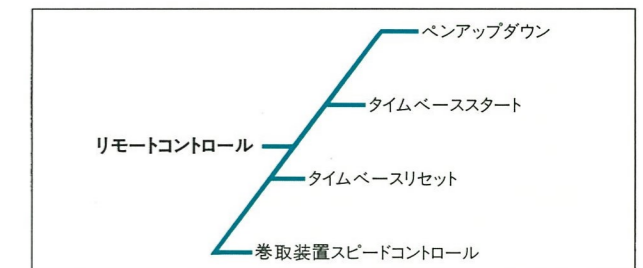 ペンアップダウン
タイムベーススタート
リモートコントロール
タイムベースリセット
巻取装置スピードコントロール